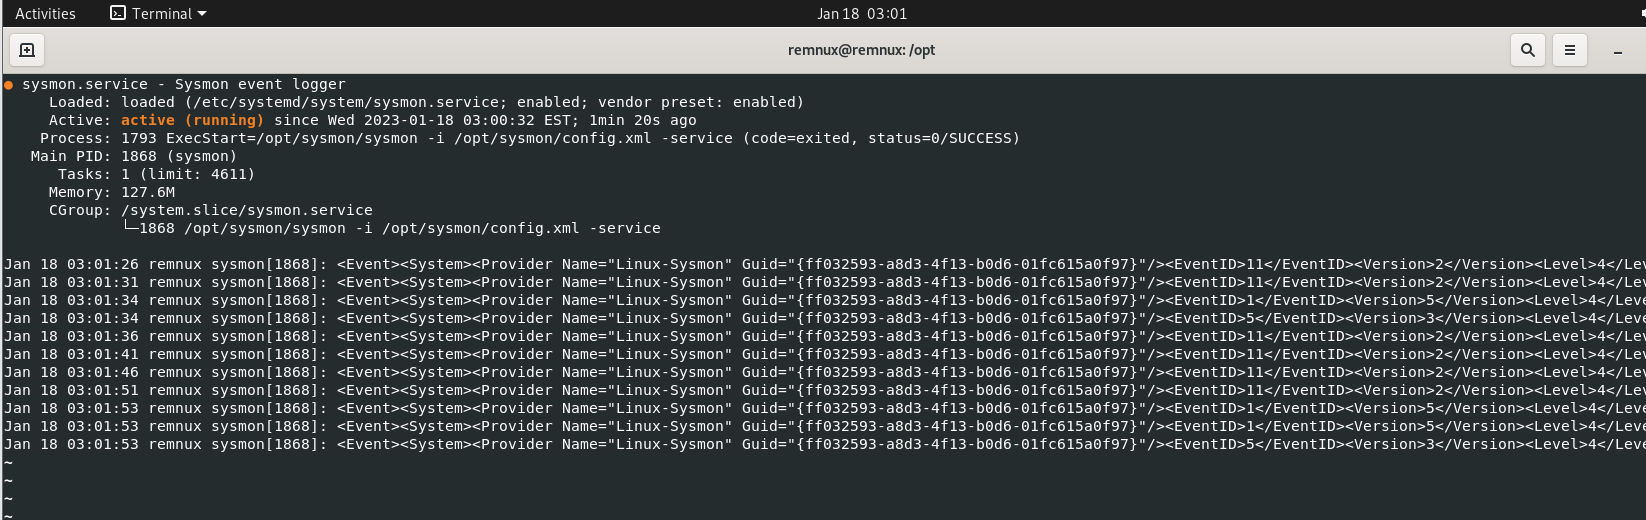 Activities Terminal Jan 18 03:01
remnux@remnux: /opt
● sysmon.service - Sysmon event logger
Loaded: loaded (/etc/systemd/system/sysmon.service; enabled; vendor preset: enabled)
Active: active (running) since Wed 2023-01-18 03:00:32 EST; 1min 20s ago
Process: 1793 ExecStart=/opt/sysmon/sysmon -i /opt/sysmon/config.xml -service (code=exited, status=0/SUCCESS)
Main PID: 1868 (sysmon)
Tasks: 1 (limit: 4611)
Memory: 127.6M
CGroup: /system.slice/sysmon.service
└─1868 /opt/sysmon/sysmon -i /opt/sysmon/config.xml -service
Jan 18 03:01:26 remnux sysmon[1868]: <Event><System><Provider Name="Linux-Sysmon" Guid="{ff032593-a8d3-4f13-b0d6-01fc615a0f97}"/><EventID>11</EventID><Version>2</Version><Level>4</Lev
Jan 18 03:01:31 remnux sysmon[1868]: <Event><System><Provider Name="Linux-Sysmon" Guid="{ff032593-a8d3-4f13-b0d6-01fc615a0f97}"/><EventID>11</EventID><Version>2</Version><Level>4</Lev
Jan 18 03:01:34 remnux sysmon[1868]: <Event><System><Provider Name="Linux-Sysmon" Guid="{ff032593-a8d3-4f13-b0d6-01fc615a0f97}"/><EventID>1</EventID><Version>5</Version><Level>4</Leve
Jan 18 03:01:34 remnux sysmon[1868]: <Event><System><Provider Name="Linux-Sysmon" Guid="{ff032593-a8d3-4f13-b0d6-01fc615a0f97}"/><EventID>5</EventID><Version>3</Version><Level>4</Leve
Jan 18 03:01:36 remnux sysmon[1868]: <Event><System><Provider Name="Linux-Sysmon" Guid="{ff032593-a8d3-4f13-b0d6-01fc615a0f97}"/><EventID>11</EventID><Version>2</Version><Level>4</Lev
Jan 18 03:01:41 remnux sysmon[1868]: <Event><System><Provider Name="Linux-Sysmon" Guid="{ff032593-a8d3-4f13-b0d6-01fc615a0f97}"/><EventID>11</EventID><Version>2</Version><Level>4</Lev
Jan 18 03:01:46 remnux sysmon[1868]: <Event><System><Provider Name="Linux-Sysmon" Guid="{ff032593-a8d3-4f13-b0d6-01fc615a0f97}"/><EventID>11</EventID><Version>2</Version><Level>4</Lev
Jan 18 03:01:51 remnux sysmon[1868]: <Event><System><Provider Name="Linux-Sysmon" Guid="{ff032593-a8d3-4f13-b0d6-01fc615a0f97}"/><EventID>11</EventID><Version>2</Version><Level>4</Lev
Jan 18 03:01:53 remnux sysmon[1868]: <Event><System><Provider Name="Linux-Sysmon" Guid="{ff032593-a8d3-4f13-b0d6-01fc615a0f97}"/><EventID>1</EventID><Version>5</Version><Level>4</Leve
Jan 18 03:01:53 remnux sysmon[1868]: <Event><System><Provider Name="Linux-Sysmon" Guid="{ff032593-a8d3-4f13-b0d6-01fc615a0f97}"/><EventID>1</EventID><Version>5</Version><Level>4</Leve
Jan 18 03:01:53 remnux sysmon[1868]: <Event><System><Provider Name="Linux-Sysmon" Guid="{ff032593-a8d3-4f13-b0d6-01fc615a0f97}"/><EventID>5</EventID><Version>3</Version><Level>4</Leve
~
~
~
~